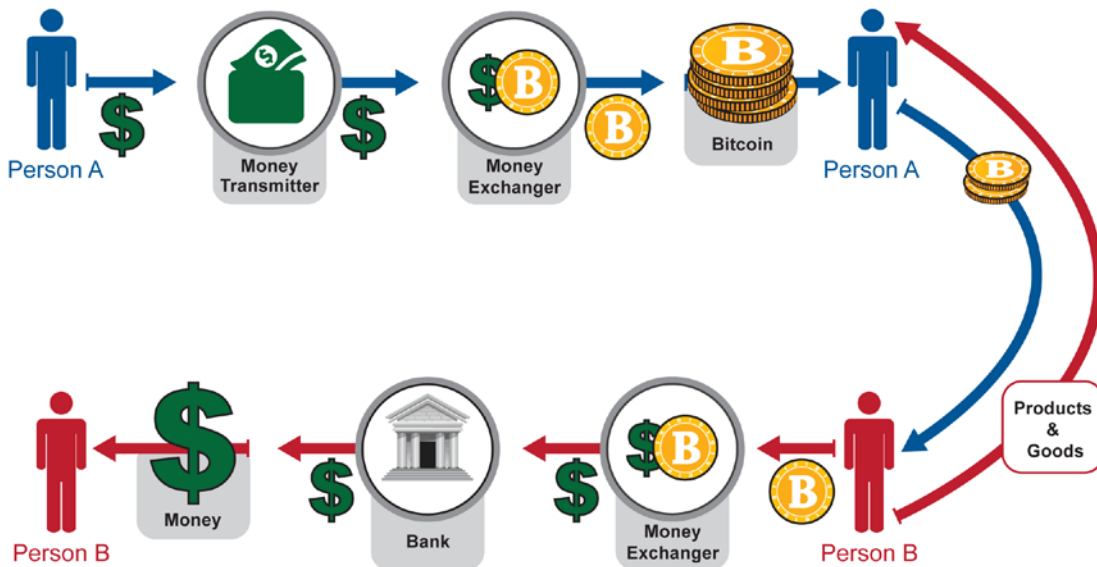 $
$
$ B
B
B
B
$
Person A
Money
Transmitter
Money
Exchanger
Bitcoin
Person A
Products
&
Goods
$
$
$
$ B
B
Person B
Money
Bank
Money
Exchanger
Person B